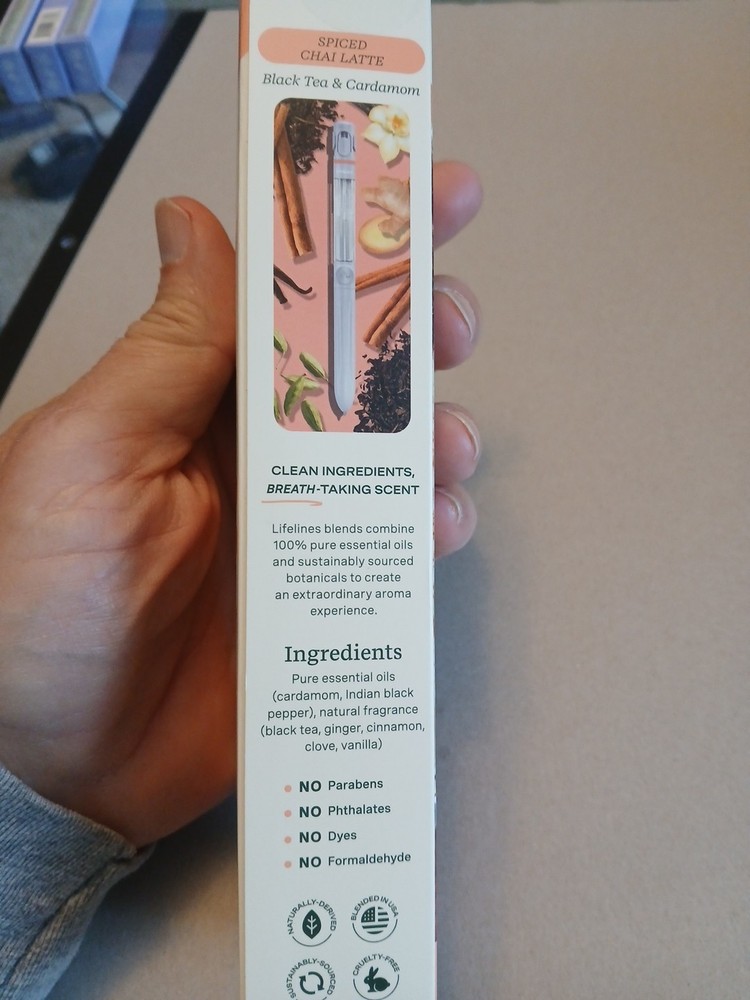 SPICED
CHAI LATTE
Black Tea & Cardamom
CLEAN INGREDIENTS,
BREATH-TAKING SCENT
Lifelines blends combine
100% pure essential oils
and sustainably sourced
botanicals to create
an extraordinary aroma
experience.
Ingredients
Pure essential oils
(cardamom, Indian black
pepper), natural fragrance
(black tea, ginger, cinnamon,
clove, vanilla)
NO Parabens
NO Phthalates
NO Dyes
NO Formaldehyde
NATURALLY-DERIVED
BLENDED IN USA
SUSTAINABLY-SOURCED
CRUELTY-FREE